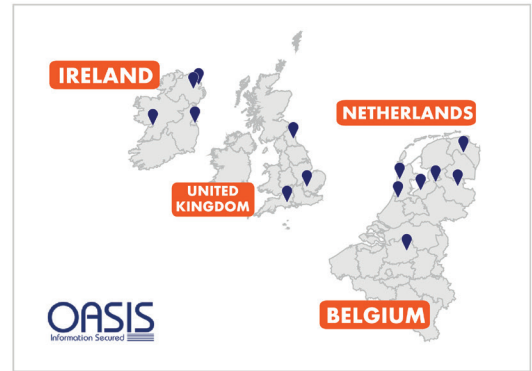 IRELAND
NETHERLANDS
UNITED
KINGDOM
BELGIUM
OASIS
Information Secured